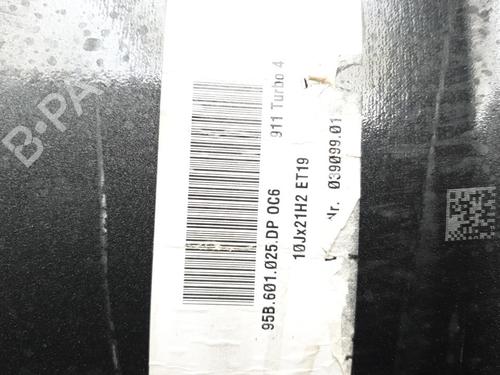 911 Turbo 4
95B.601.025.DP OC6
10Jx21H2 ET19
Nr. 039099.01
B-PA